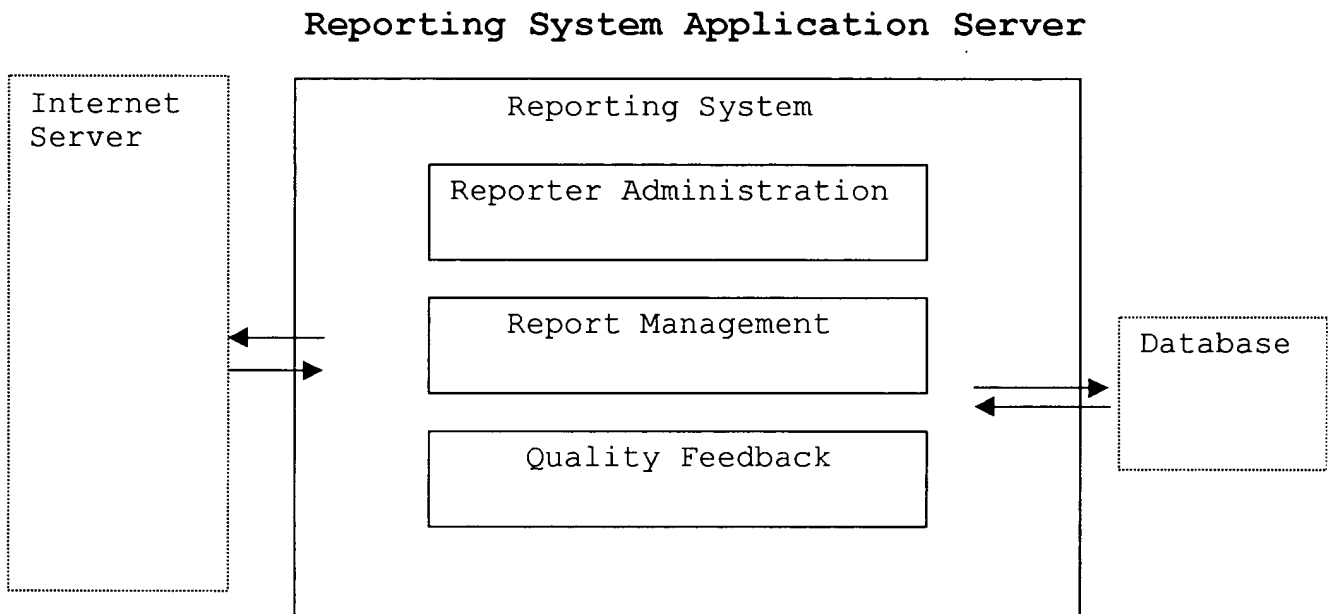 Reporting System Application Server
Internet
Server
Reporting System
Reporter Administration
Report Management
Database
Quality Feedback